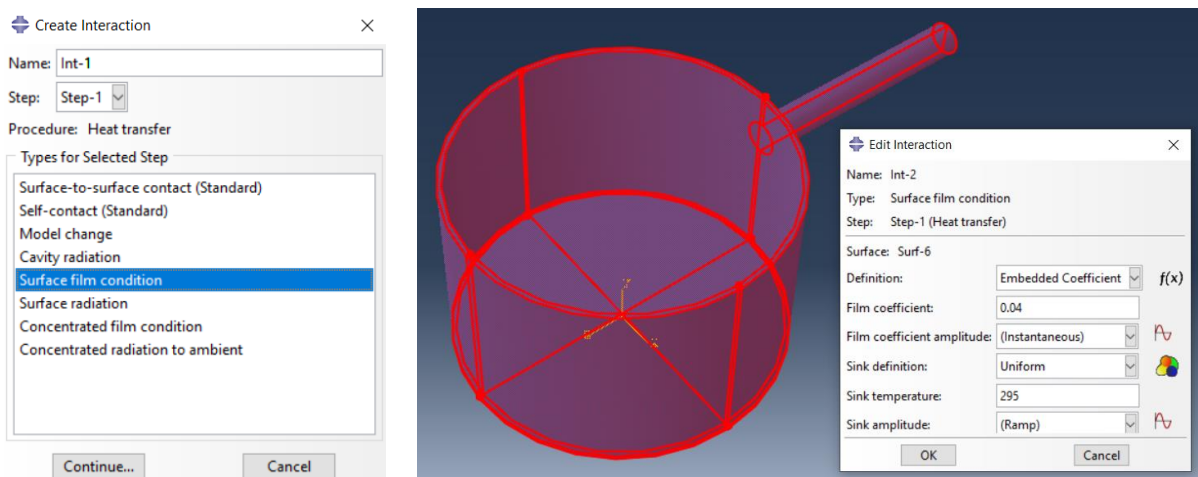 Create Interaction
Name: Int-1
Step: Step-1
Procedure: Heat transfer
Types for Selected Step
Surface-to-surface contact (Standard)
Self-contact (Standard)
Model change
Cavity radiation
Surface film condition
Surface radiation
Concentrated film condition
Concentrated radiation to ambient
Continue... Cancel
Edit Interaction
Name: Int-2
Type: Surface film condition
Step: Step-1 (Heat transfer)
Surface: Surf-6
Definition: Embedded Coefficient f(x)
Film coefficient: 0.04
Film coefficient amplitude: (Instantaneous)
Sink definition: Uniform
Sink temperature: 295
Sink amplitude: (Ramp)
OK Cancel